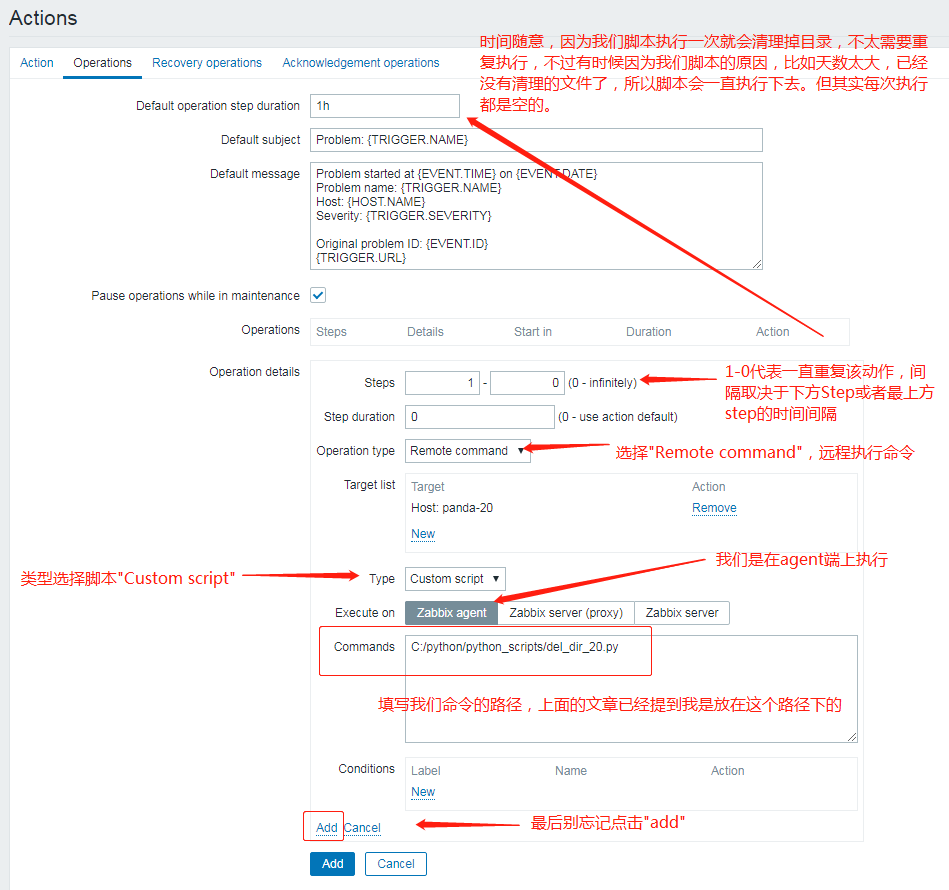 Actions
时间随意，因为我们脚本执行一次就会清理掉目录，不太需要
重复执行，不过有时候因为我们脚本的原因，比如天数太大，已经
没有清理的文件了，所以脚本会一直执行下去。但其实每次执行
都是空的。
Action Operations Recovery operations Acknowledgement operations
Default operation step duration 1h
Default subject Problem: {TRIGGER.NAME}
Default message Problem started at {EVENT.TIME} on {EVENT.DATE}
Problem name: {TRIGGER.NAME}
Host: {HOST.NAME}
Severity: {TRIGGER.SEVERITY}
Original problem ID: {EVENT.ID}
{TRIGGER.URL}
Pause operations while in maintenance
Operations Steps Details Start in Duration Action
Operation details
Steps 1 - 0 (0 - infinitely)
1-0代表一直重复该动作，间
隔取决于下方Step或者最上方
step的时间间隔
Step duration 0 (0 - use action default)
Operation type Remote command
选择"Remote command"，远程执行命令
Target list Target Action
Host: panda-20 Remove
New
我们是在agent端上执行
类型选择脚本"Custom script"
Type Custom script
Execute on Zabbix agent Zabbix server (proxy) Zabbix server
Commands C:/python/python_scripts/del_dir_20.py
填写我们命令的路径，上面的文章已经提到我是放在这个路径下的
Conditions Label Name Action
New
Add Cancel
最后别忘记点击"add"
Add Cancel